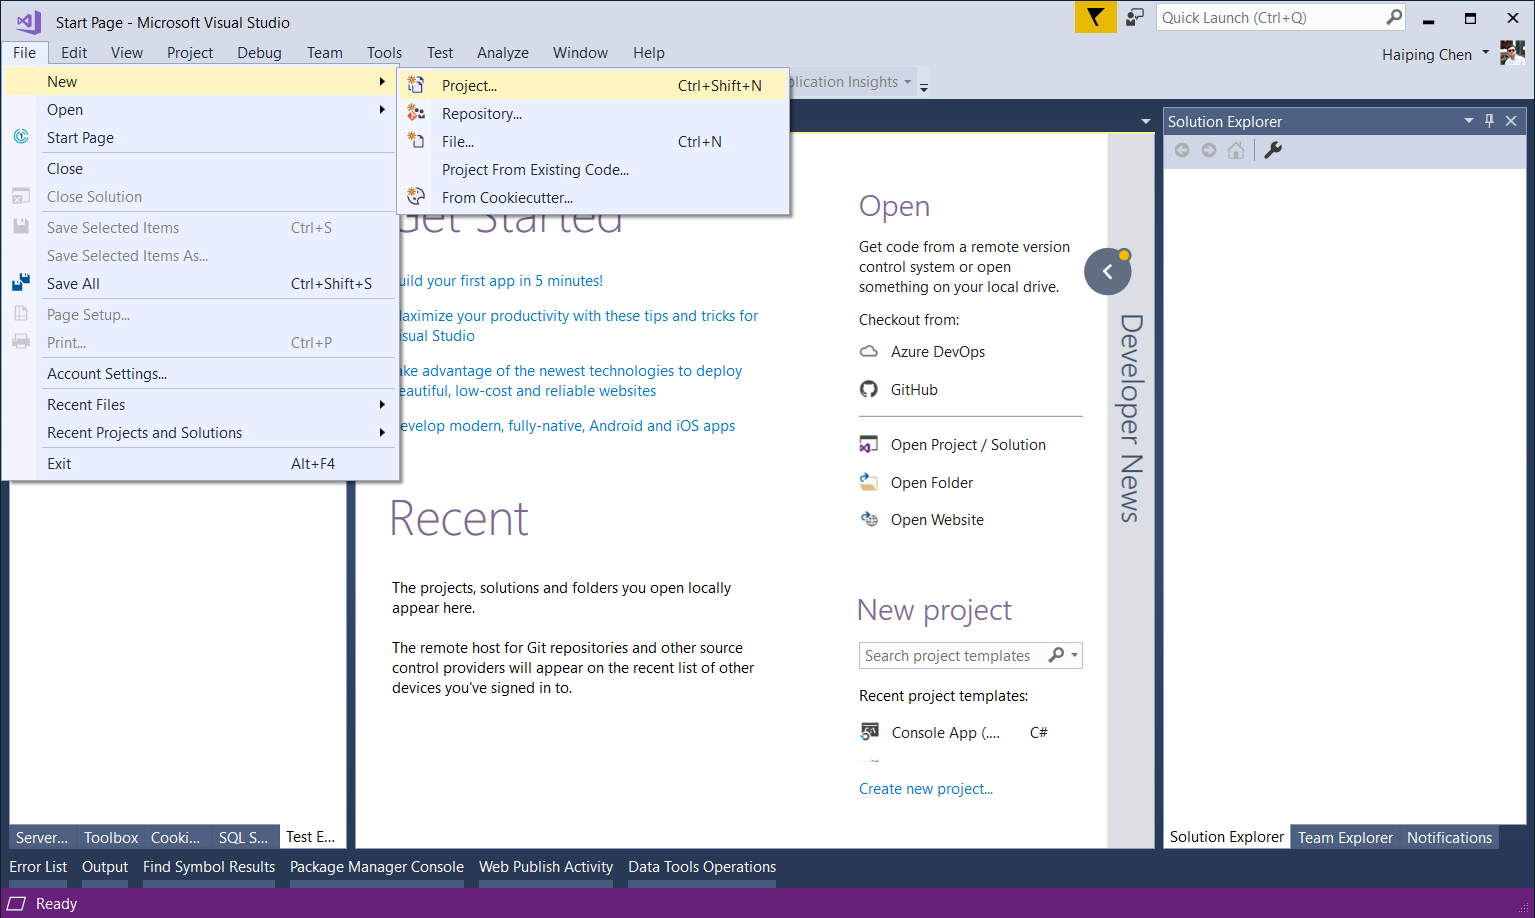 Start Page - Microsoft Visual Studio
Quick Launch (Ctrl+Q)
File Edit View Project Debug Team Tools Test Analyze Window Help
Haiping Chen
New
Open
Start Page
Close
Close Solution
Save Selected Items Ctrl+S
Save Selected Items As...
Save All Ctrl+Shift+S
Page Setup...
Print... Ctrl+P
Account Settings...
Recent Files
Recent Projects and Solutions
Exit Alt+F4
Project... Ctrl+Shift+N
Repository...
File... Ctrl+N
Project From Existing Code...
From Cookiecutter...
plication Insights
Get Started
uild your first app in 5 minutes!
aximize your productivity with these tips and tricks for
isual Studio
ake advantage of the newest technologies to deploy
eautiful, low-cost and reliable websites
evelop modern, fully-native, Android and iOS apps
Recent
The projects, solutions and folders you open locally
appear here.
The remote host for Git repositories and other source
control providers will appear on the recent list of other
devices you've signed in to.
Open
Get code from a remote version
control system or open
something on your local drive.
Checkout from:
Azure DevOps
GitHub
Open Project / Solution
Open Folder
Open Website
New project
Search project templates
Recent project templates:
Console App (.... C#
Create new project...
Developer News
Solution Explorer
Server... Toolbox Cooki... SQL S... Test E...
Solution Explorer Team Explorer Notifications
Error List Output Find Symbol Results Package Manager Console Web Publish Activity Data Tools Operations
Ready